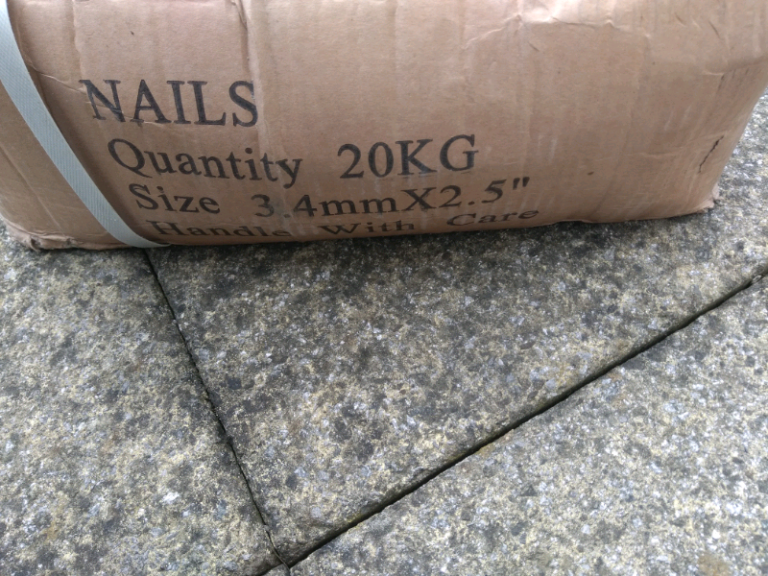 NAILS
Quantity 20KG
Size 3.4mmX2.5"
Handle With Care